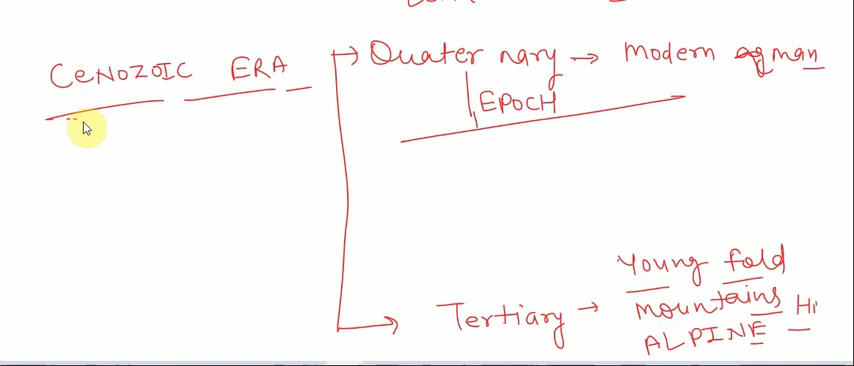 CENOZOIC ERA
Quaternary → modern man
EPOCH
Tertiary → Young fold
mountains Hi
ALPINE